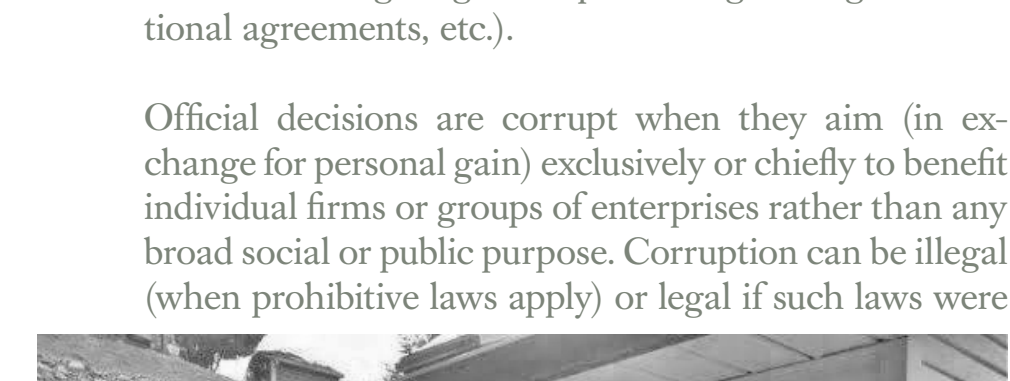 tional agreements, etc.).
Official decisions are corrupt when they aim (in ex-
change for personal gain) exclusively or chiefly to benefit
individual firms or groups of enterprises rather than any
broad social or public purpose. Corruption can be illegal
(when prohibitive laws apply) or legal if such laws were